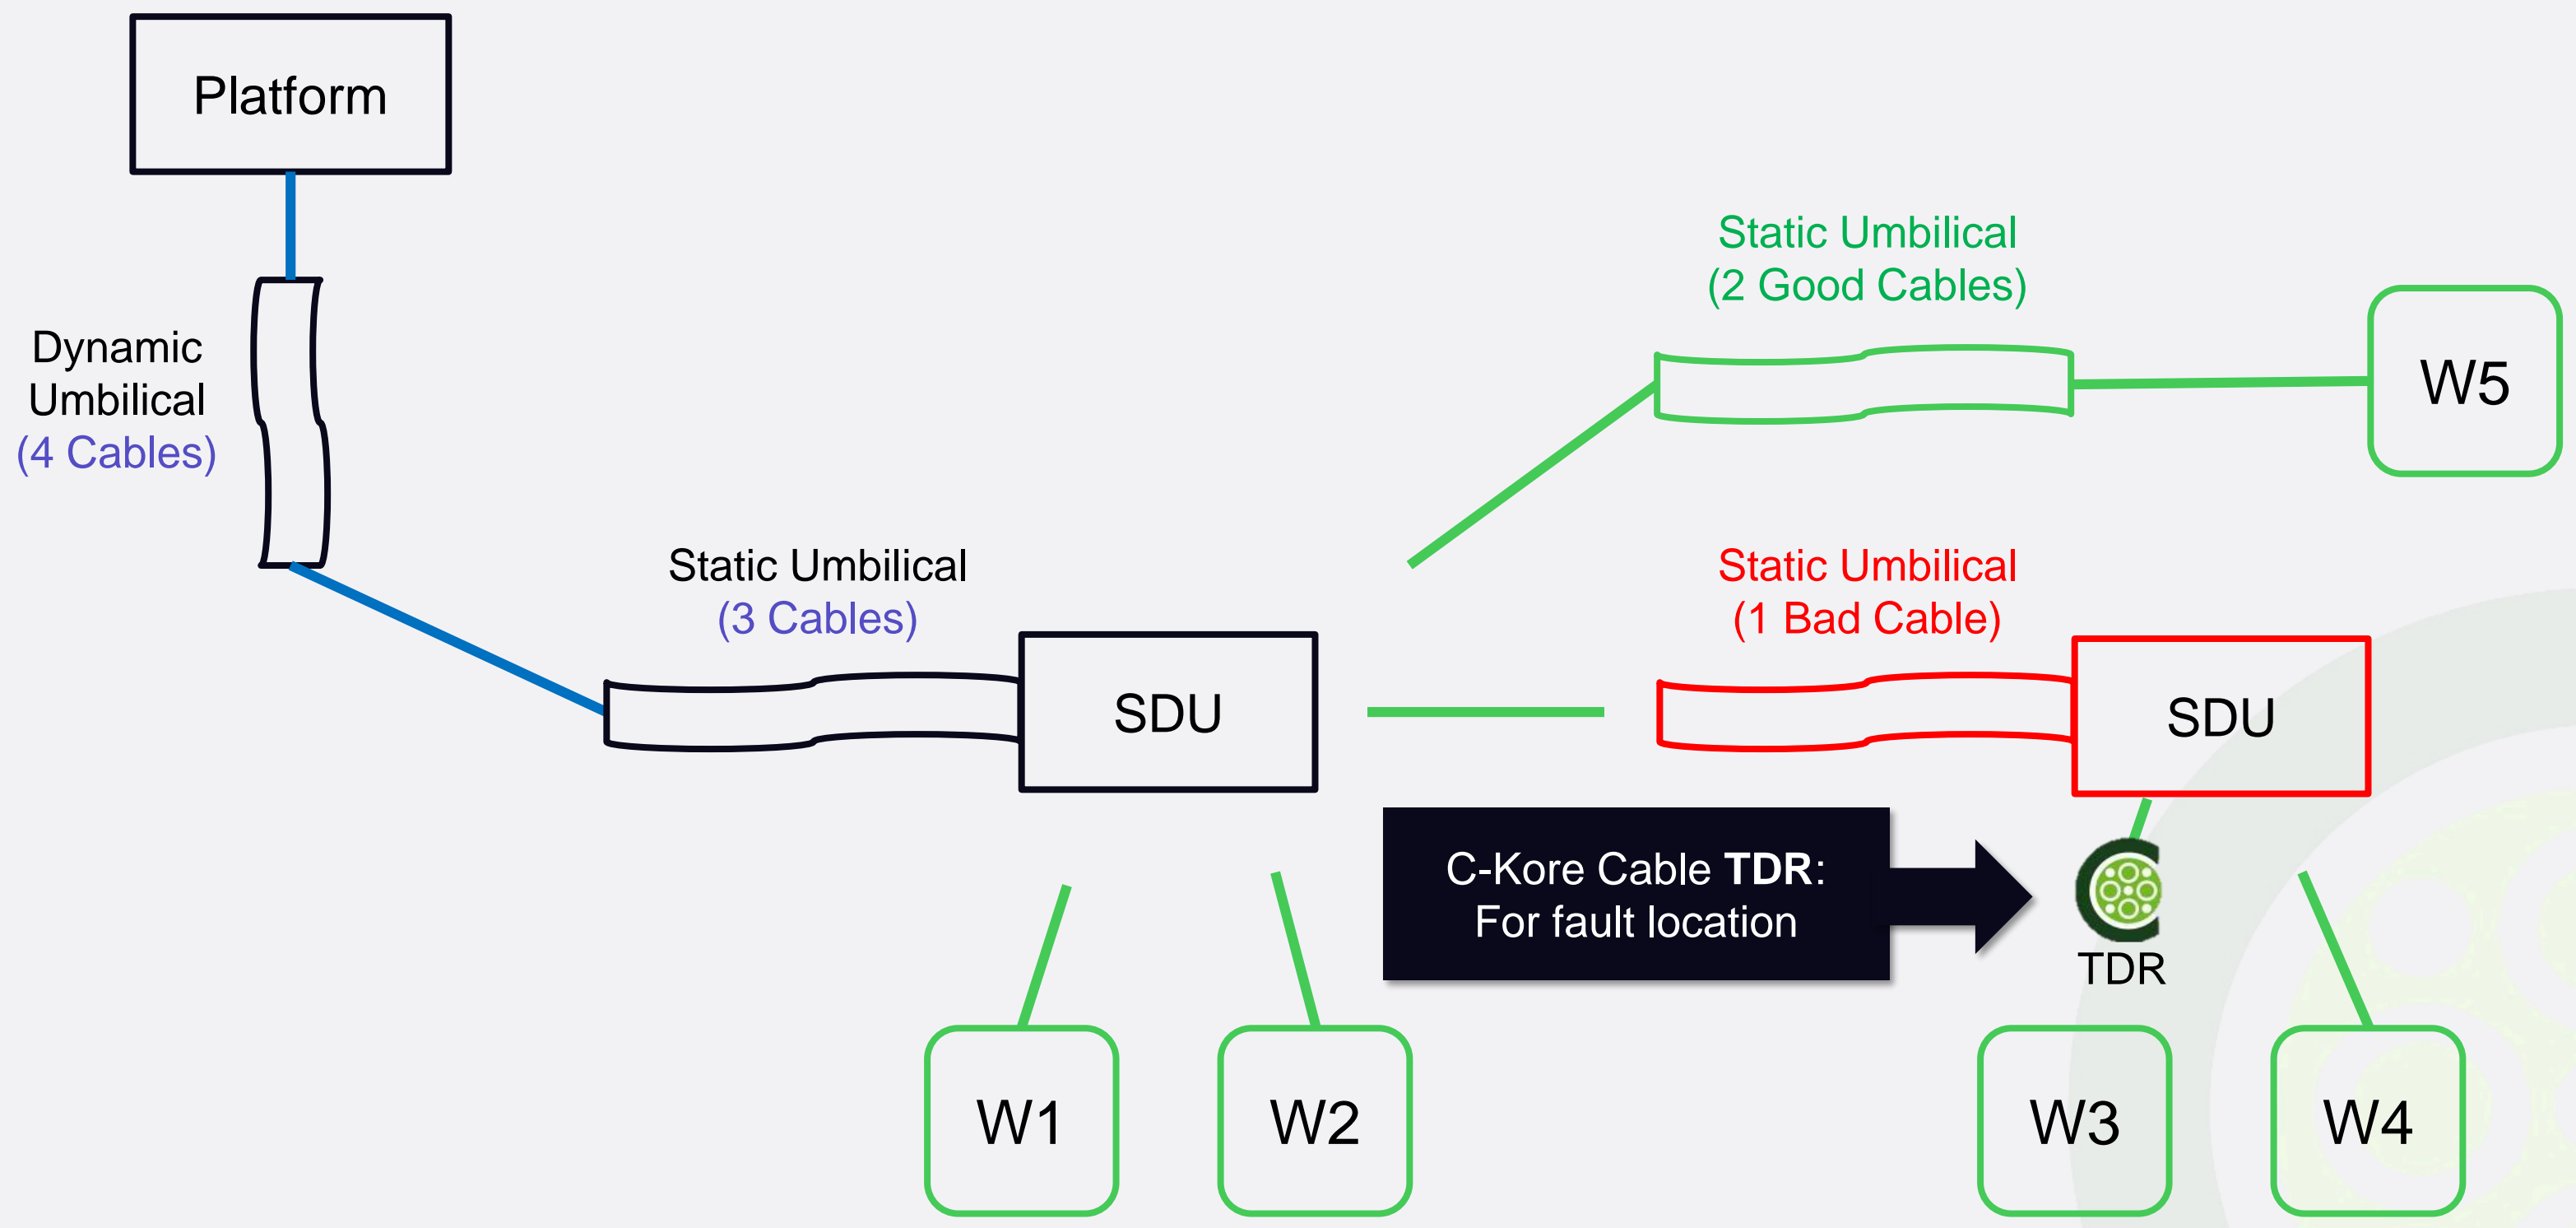 Platform
Dynamic
Umbilical
(4 Cables)
Static Umbilical
(3 Cables)
SDU
Static Umbilical
(2 Good Cables)
W5
Static Umbilical
(1 Bad Cable)
SDU
C-Kore Cable TDR:
For fault location
TDR
W1
W2
W3
W4